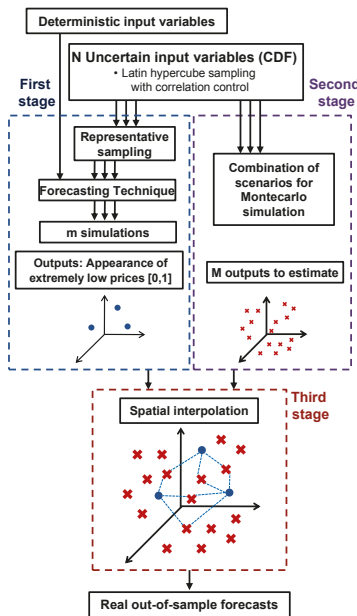 Deterministic input variables
N Uncertain input variables (CDF)
• Latin hypercube sampling
with correlation control
First
stage
Second
stage
Representative
sampling
Forecasting Technique
m simulations
Outputs: Appearance of
extremely low prices [0,1]
Combination of
scenarios for
Montecarlo
simulation
M outputs to estimate
Third
stage
Spatial interpolation
Real out-of-sample forecasts